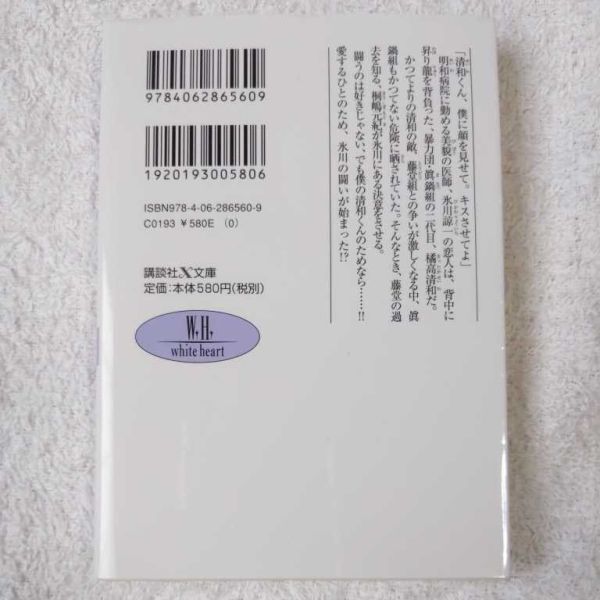 「清和くん、僕に顔を見せて。キスさせてよ」
明和病院に勤める美貌の医師、氷川諒一の恋人は、背中に
昇り龍を背負った、暴力団・眞鍋組の二代目、橘高清和だ。
かつてよりの清和の敵、藤堂組との争いが激しくなる中、眞
鍋組もかつてない危険に晒されていた。そんなとき、藤堂の過
去を知る、桐嶋元紀が氷川にある決意をさせる。
闘うのは好きじゃない、でも僕の清和くんのためなら……!!
愛するひとのため、氷川の闘いが始まった!?
9784062865609
1920193005806
ISBN978-4-06-286560-9
C0193 ¥580E (0)
講談社X文庫
定価:本体580円(税別)
W.H.
white heart